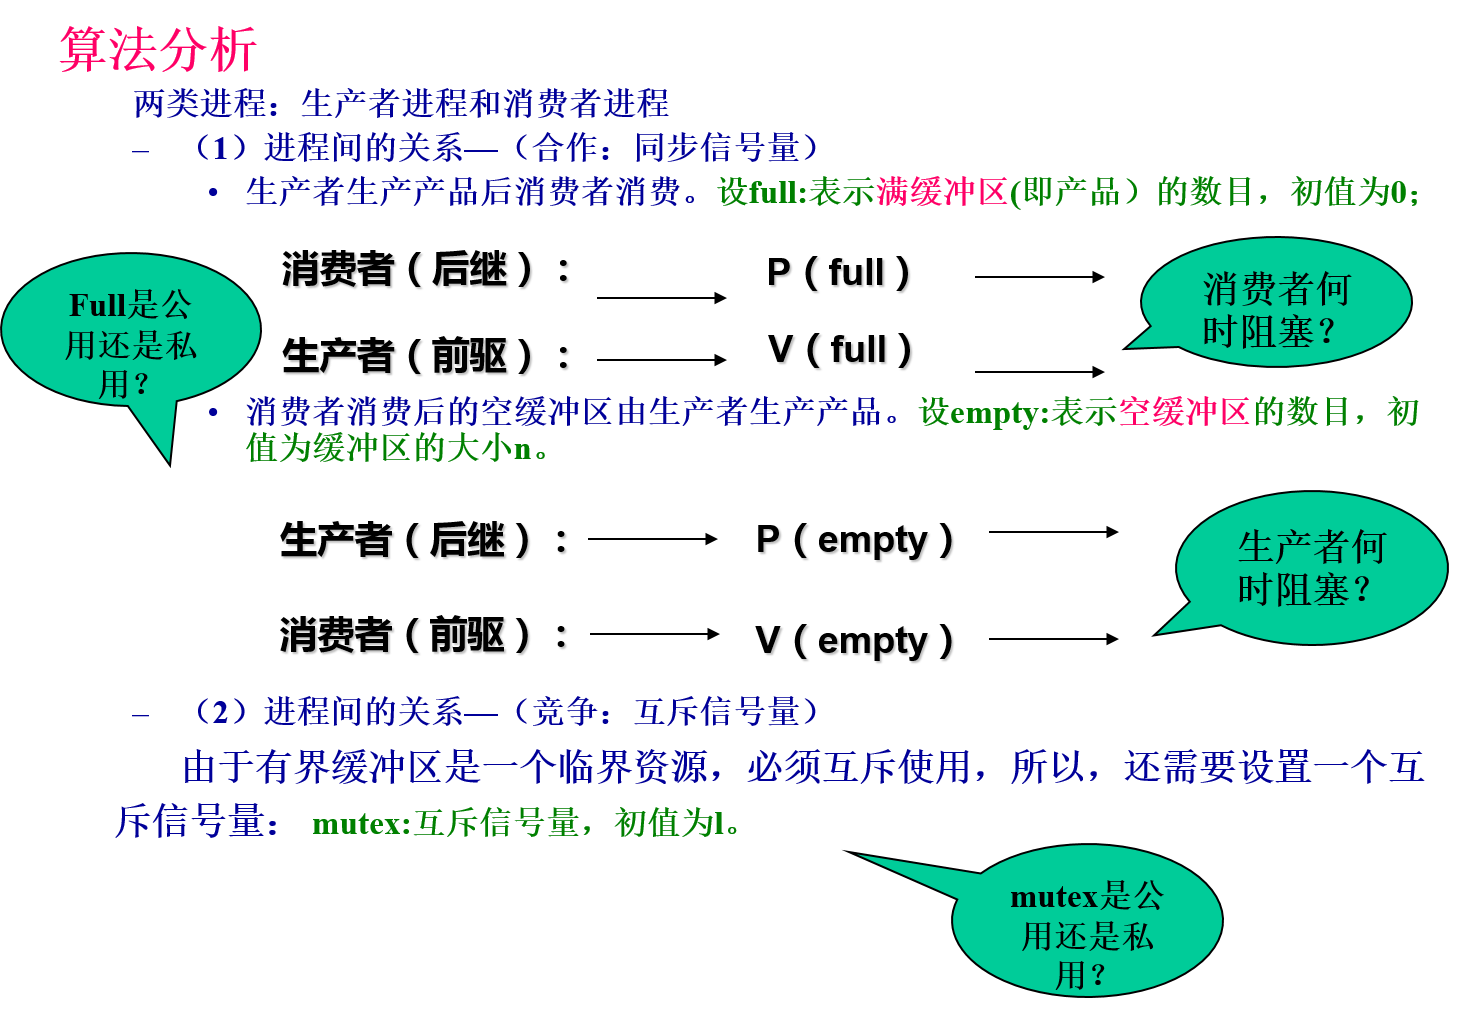 算法分析
两类进程：生产者进程和消费者进程
– （1）进程间的关系—（合作：同步信号量）
• 生产者生产产品后消费者消费。设full:表示满缓冲区(即产品）的数目，初值为0；
消费者（后继）：
P（full）
消费者何
时阻塞？
Full是公
用还是私
用？
生产者（前驱）：
V（full）
• 消费者消费后的空缓冲区由生产者生产产品。设empty:表示空缓冲区的数目，初
值为缓冲区的大小n。
生产者（后继）：
P（empty）
生产者何
时阻塞？
消费者（前驱）：
V（empty）
– （2）进程间的关系—（竞争：互斥信号量）
由于有界缓冲区是一个临界资源，必须互斥使用，所以，还需要设置一个互
斥信号量： mutex:互斥信号量，初值为l。
mutex是公
用还是私
用？